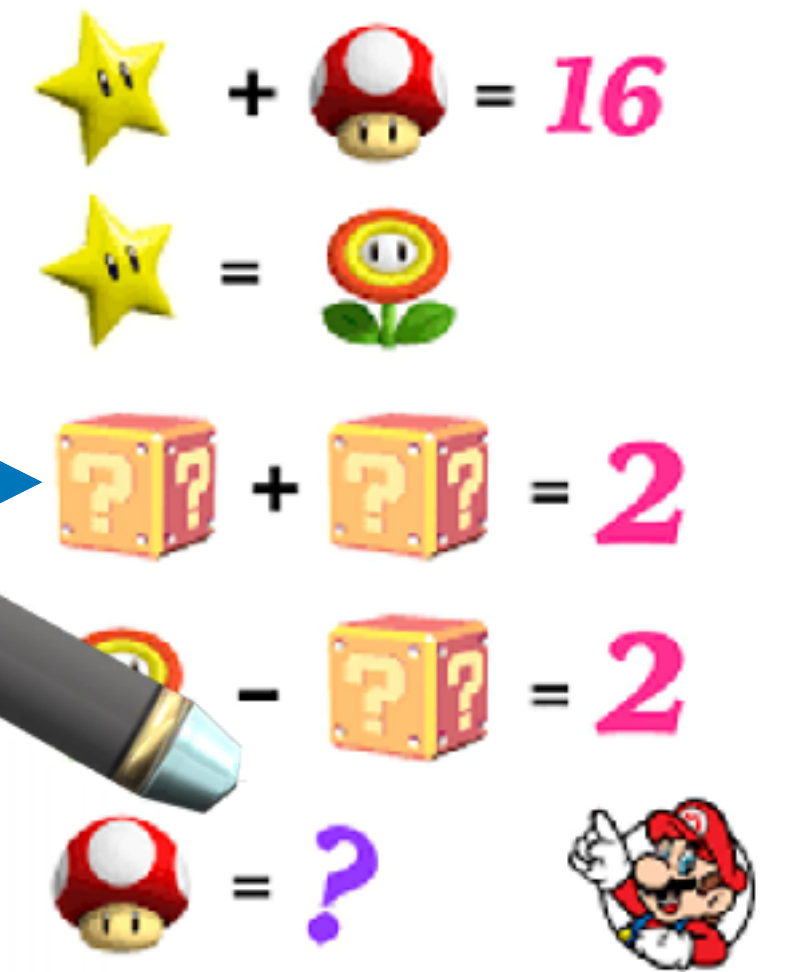 + = 16
=
? ? + ? ? = 2
- ? ? = 2
= ?
M